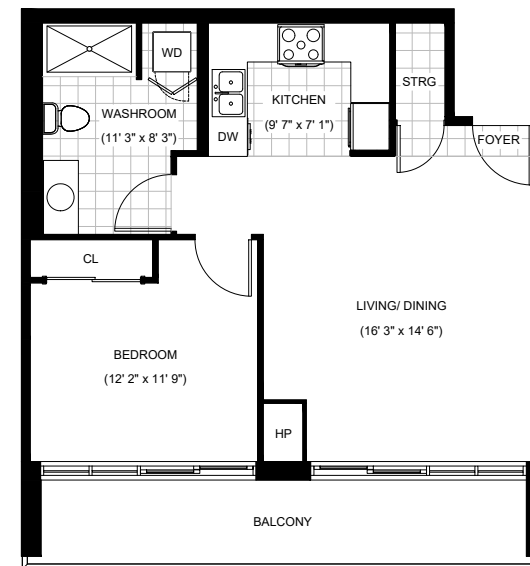 WD
STRG
WASHROOM
(11' 3" x 8' 3")
KITCHEN
(9' 7" x 7' 1")
DW
FOYER
CL
LIVING/ DINING
(16' 3" x 14' 6")
BEDROOM
(12' 2" x 11' 9")
HP
BALCONY